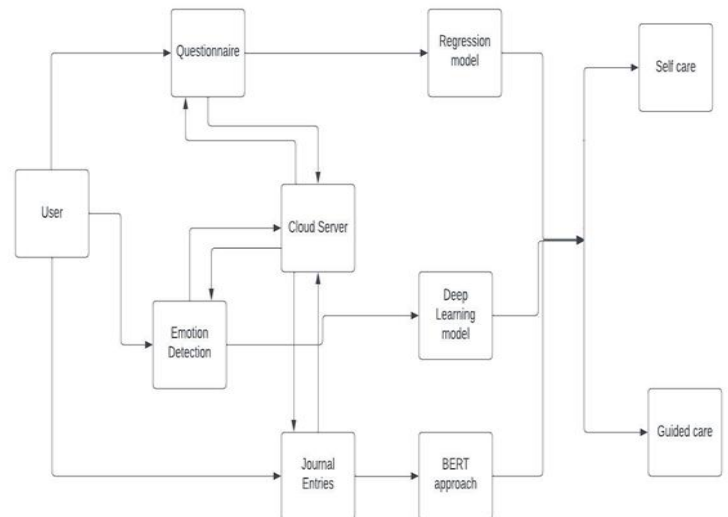 Questionnaire
Regression
model
Self care
User
Cloud Server
Emotion
Detection
Deep
Learning
model
Journal
Entries
BERT
approach
Guided care